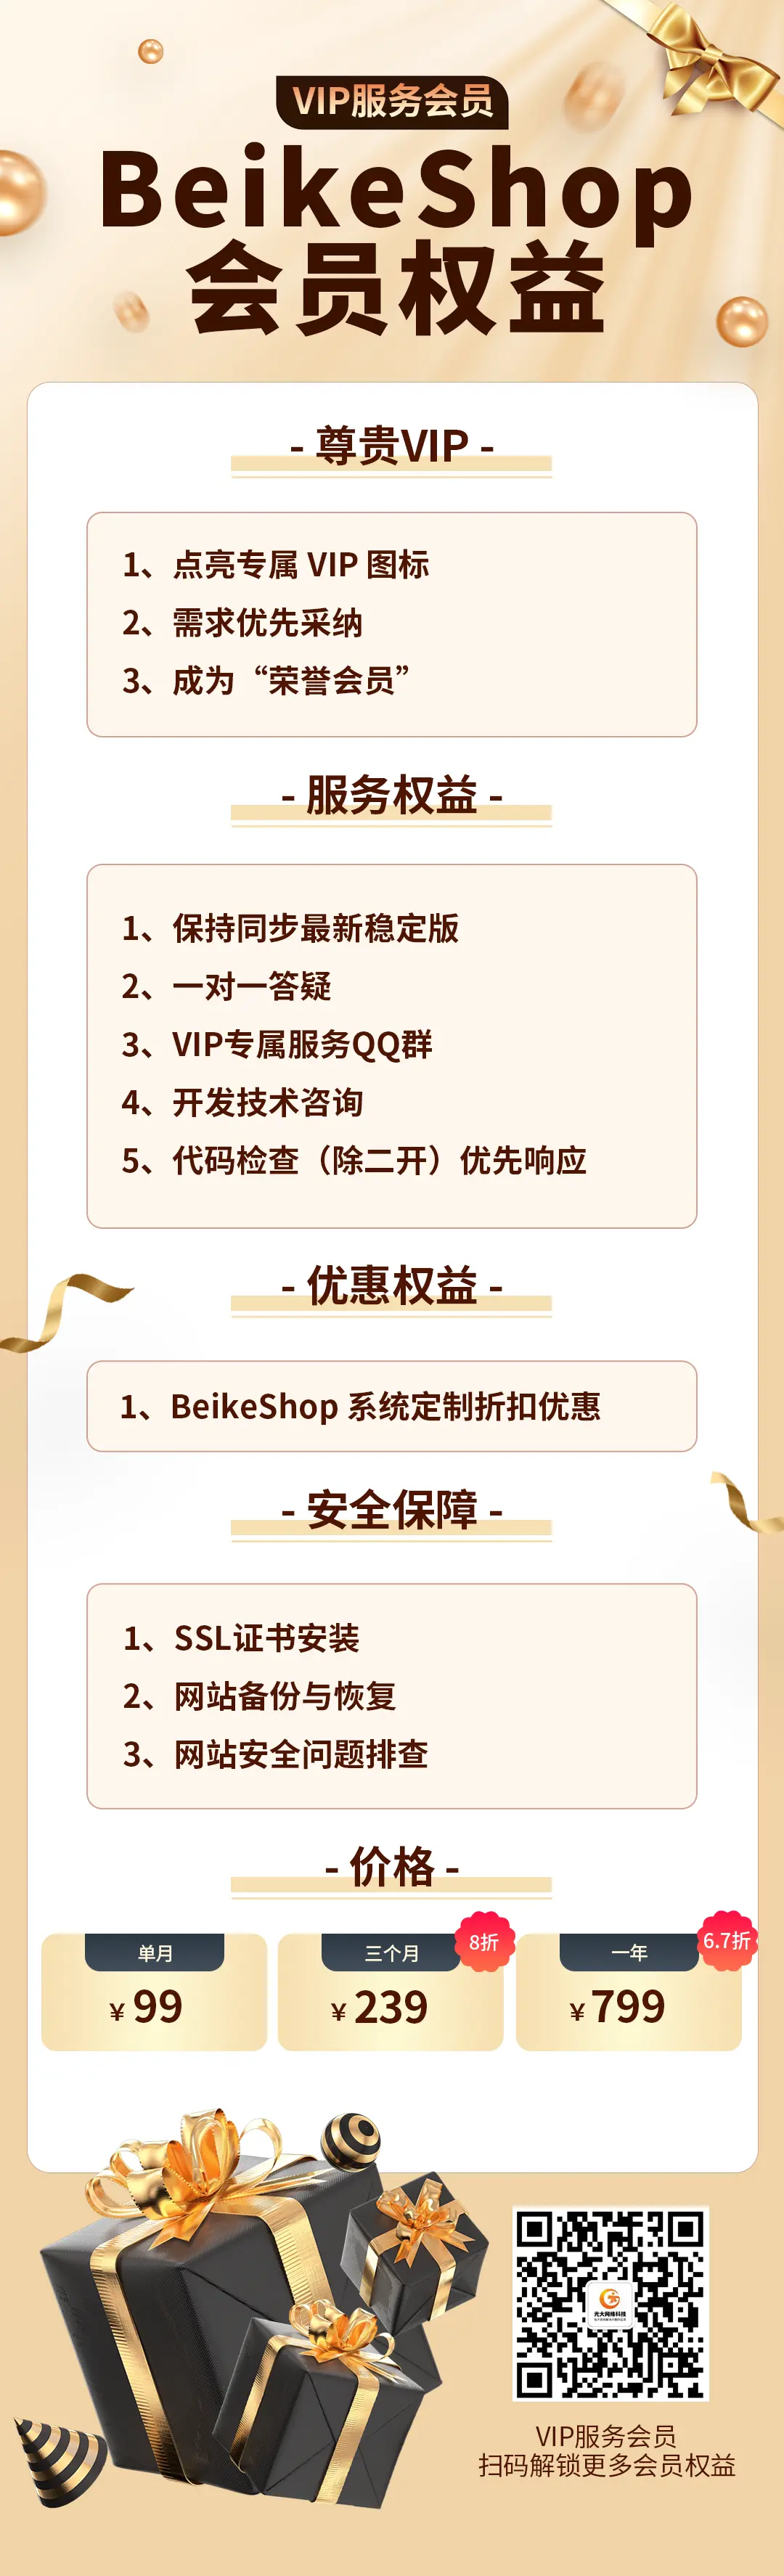 VIP服务会员
BeikeShop
会员权益
- 尊贵VIP -
1、点亮专属 VIP 图标
2、需求优先采纳
3、成为“荣誉会员”
- 服务权益 -
1、保持同步最新稳定版
2、一对一答疑
3、VIP专属服务QQ群
4、开发技术咨询
5、代码检查（除二开）优先响应
- 优惠权益 -
1、BeikeShop 系统定制折扣优惠
- 安全保障 -
1、SSL证书安装
2、网站备份与恢复
3、网站安全问题排查
- 价格 -
单月
¥ 99
三个月
8折
¥ 239
一年
6.7折
¥ 799
光大网络科技
VIP服务会员
扫码解锁更多会员权益